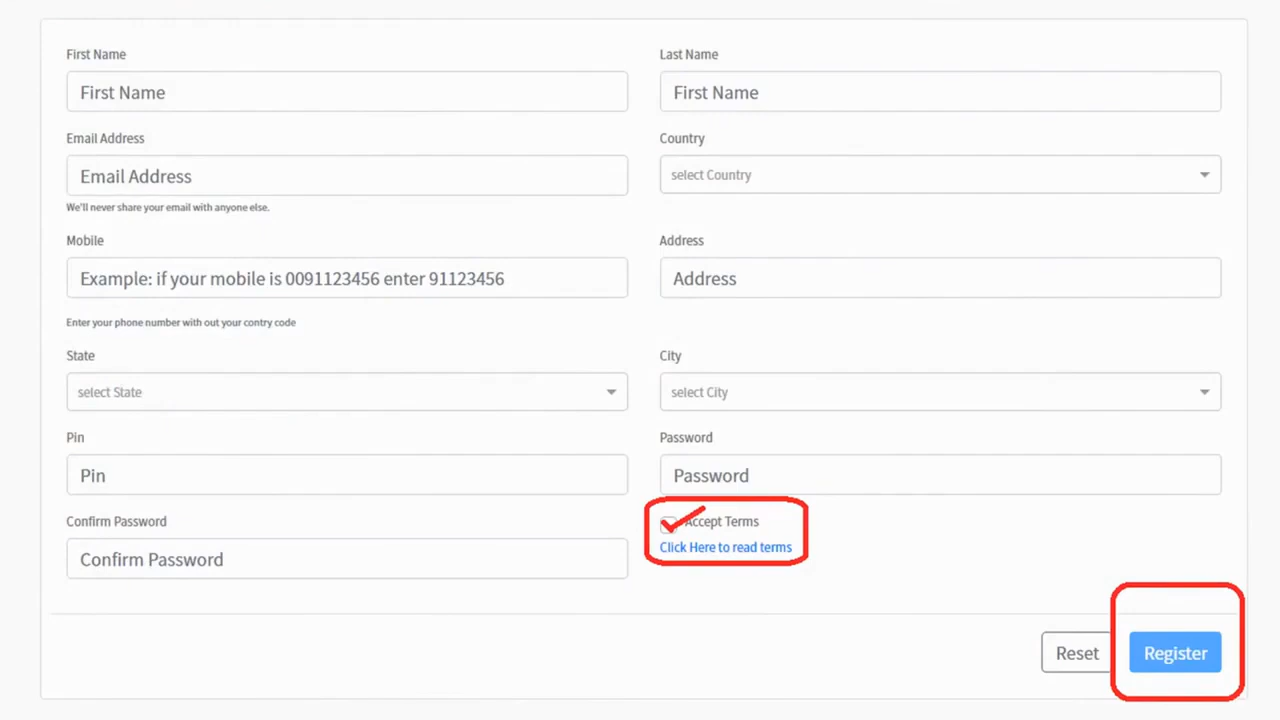 First Name
Last Name
First Name
First Name
Email Address
Country
Email Address
select Country
We'll never share your email with anyone else.
Mobile
Address
Example: if your mobile is 0091123456 enter 91123456
Address
Enter your phone number with out your contry code
State
City
select State
select City
Pin
Password
Pin
Password
Confirm Password
Accept Terms
Click Here to read terms
Confirm Password
Reset
Register